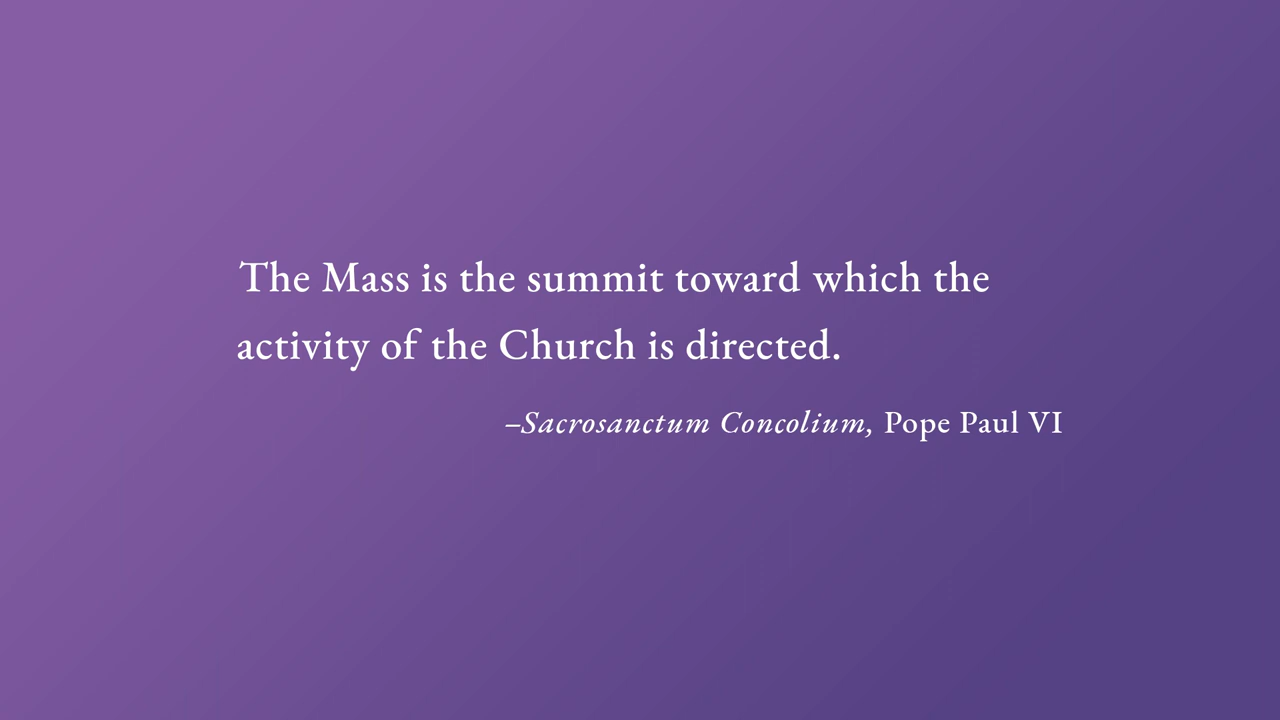 The Mass is the summit toward which the
activity of the Church is directed.
–Sacrosanctum Concolium, Pope Paul VI